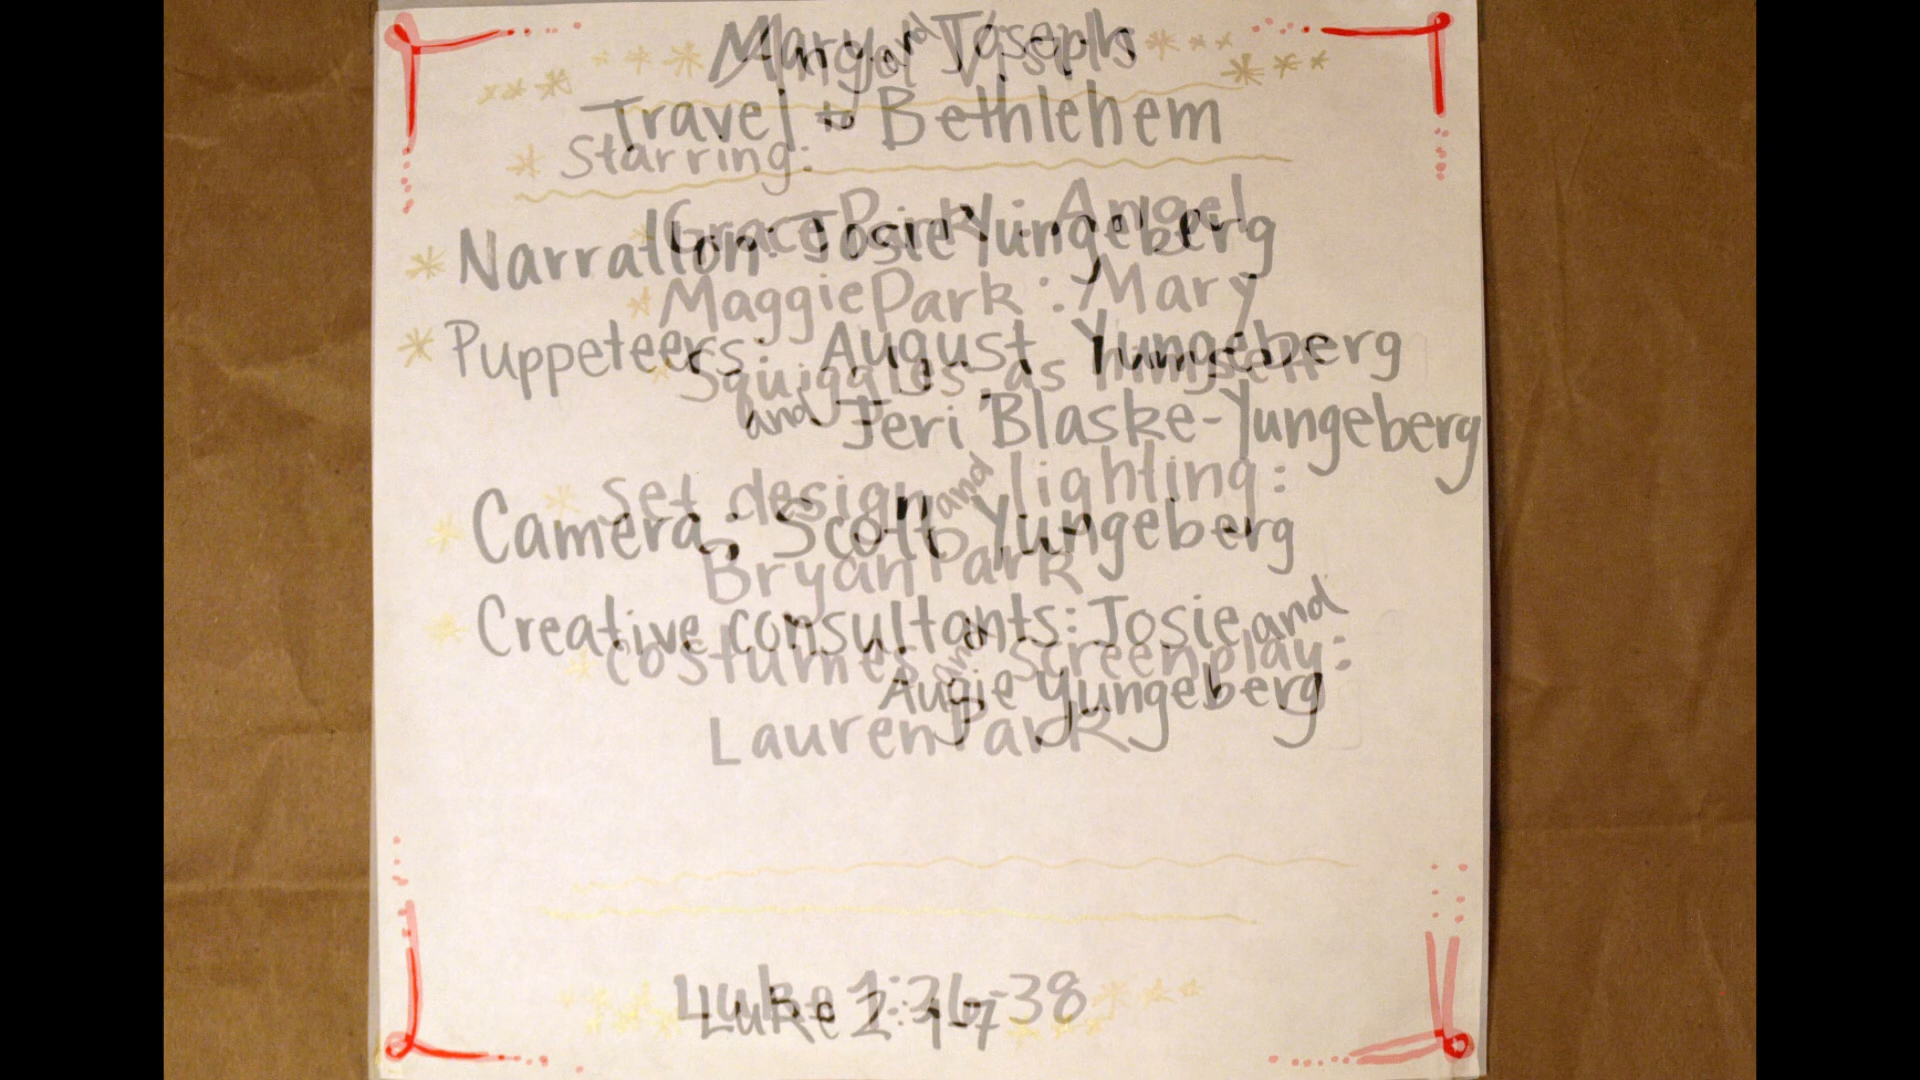 Mary and Joseph
Travel to Bethlehem
Starring:
Grace Park: Angel
Narration: Josie Yungeberg
Maggie Park: Mary
Puppeteers: August Yungeberg
Squiggles as himself
and Jeri Blaske-Yungeberg
Set design and lighting:
Camera: Scott Yungeberg
Bryan Park
Creative consultants: Josie and
Costumes and Screenplay:
Augie Yungeberg
Lauren Park
Luke 1:26-38
Luke 2:1-7